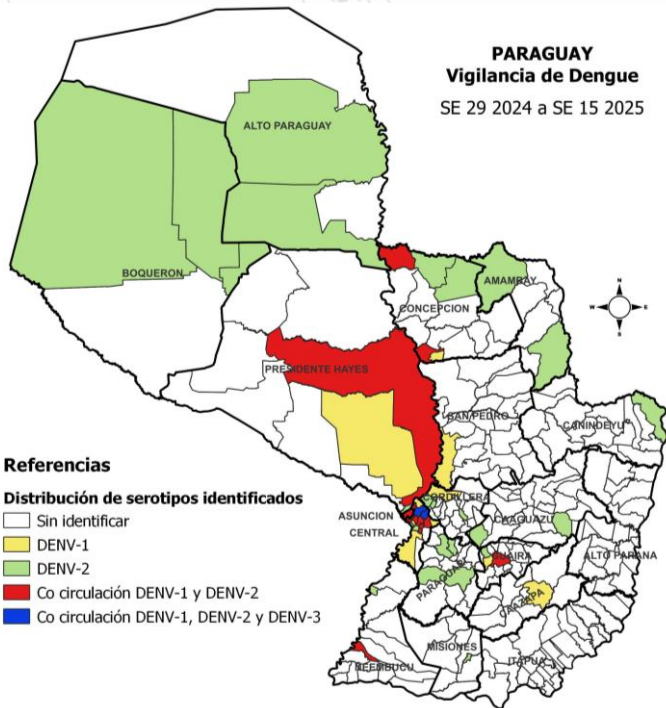 PARAGUAY
Vigilancia de Dengue
SE 29 2024 a SE 15 2025
ALTO PARAGUAY
BOQUERON
AMAMBAY
CONCEPCION
N
W
E
S
PRESIDENTE HAYES
SAN PEDRO
CANINDEYU
CORDILLERA
ASUNCION
CENTRAL
CAAGUAZU
ALTO PARANA
GUAIRA
PARAGUARI
CAAZAPA
MISIONES
ITAPUA
ÑEEMBUCU
Referencias
Distribución de serotipos identificados
Sin identificar
DENV-1
DENV-2
Co circulación DENV-1 y DENV-2
Co circulación DENV-1, DENV-2 y DENV-3